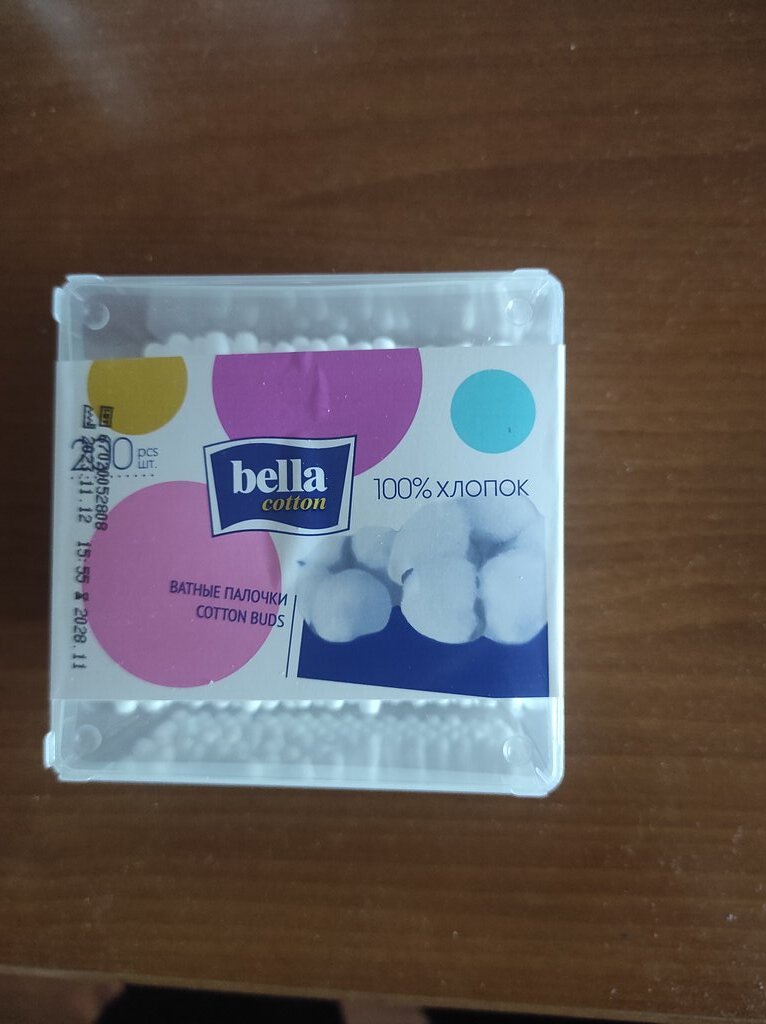 pcs
шт.
bella
cotton
100% ХЛОПОК
ВАТНЫЕ ПАЛОЧКИ
COTTON BUDS
2023.11.12 15:55 2028.11